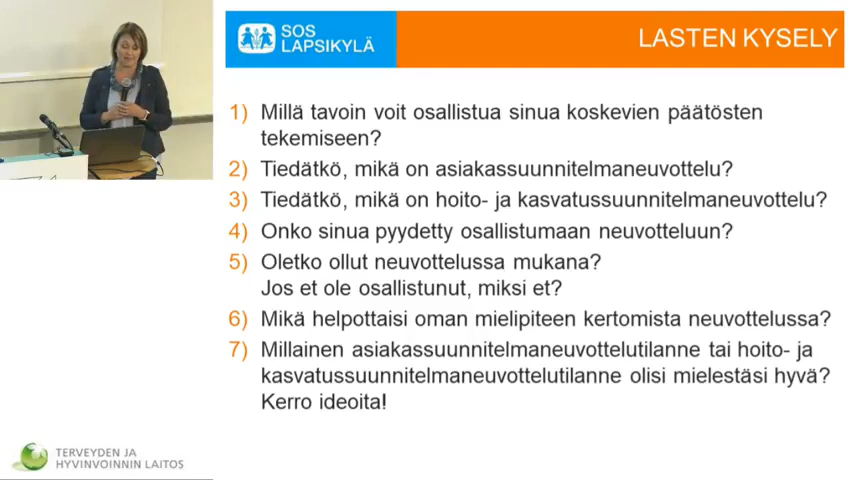 SOS
LAPSIKYLÄ
LASTEN KYSELY
1) Millä tavoin voit osallistua sinua koskevien päätösten
tekemiseen?
2) Tiedätkö, mikä on asiakassuunnitelmaneuvottelu?
3) Tiedätkö, mikä on hoito- ja kasvatussuunnitelmaneuvottelu?
4) Onko sinua pyydetty osallistumaan neuvotteluun?
5) Oletko ollut neuvottelussa mukana?
Jos et ole osallistunut, miksi et?
6) Mikä helpottaisi oman mielipiteen kertomista neuvottelussa?
7) Millainen asiakassuunnitelmaneuvottelutilanne tai hoito- ja
kasvatussuunnitelmaneuvottelutilanne olisi mielestäsi hyvä?
Kerro ideoita!
TERVEYDEN JA
HYVINVOINNIN LAITOS